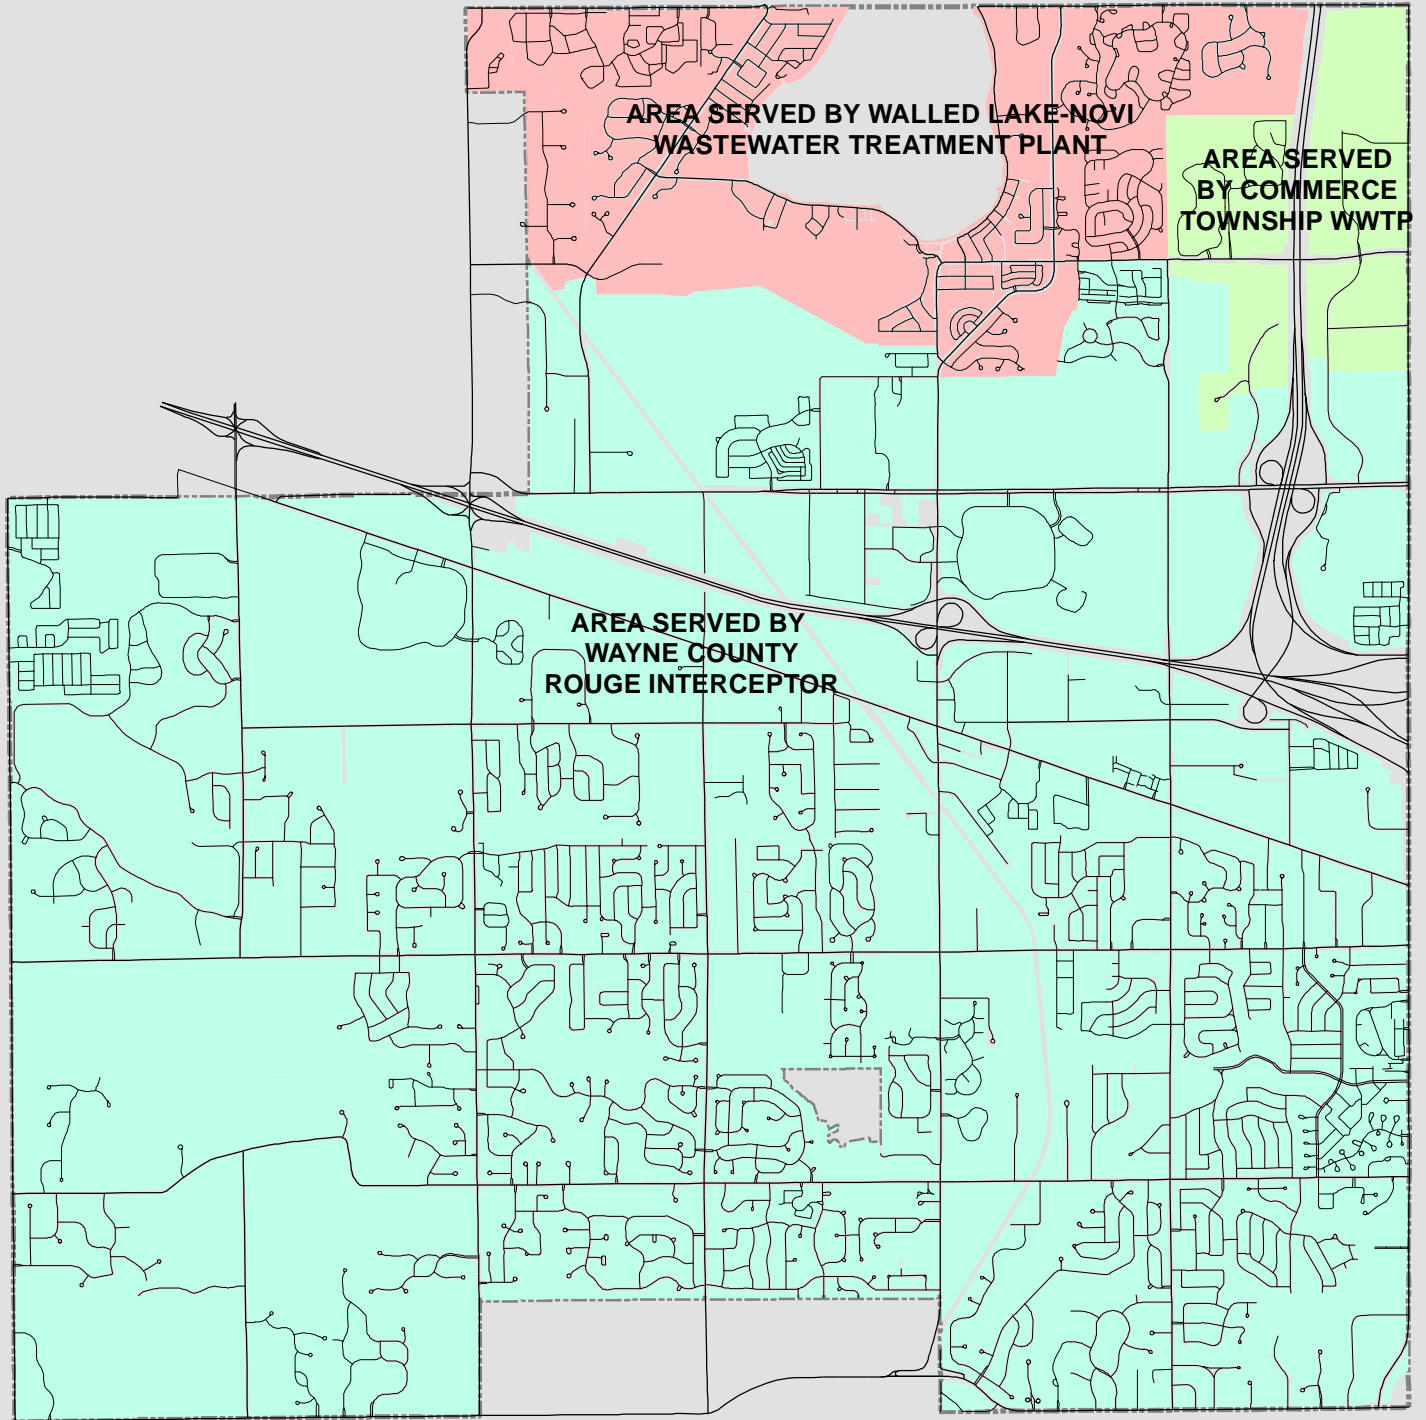 AREA SERVED BY WALLED LAKE-NOVI
WASTEWATER TREATMENT PLANT
AREA SERVED
BY COMMERCE
TOWNSHIP WWTP
AREA SERVED BY
WAYNE COUNTY
ROUGE INTERCEPTOR